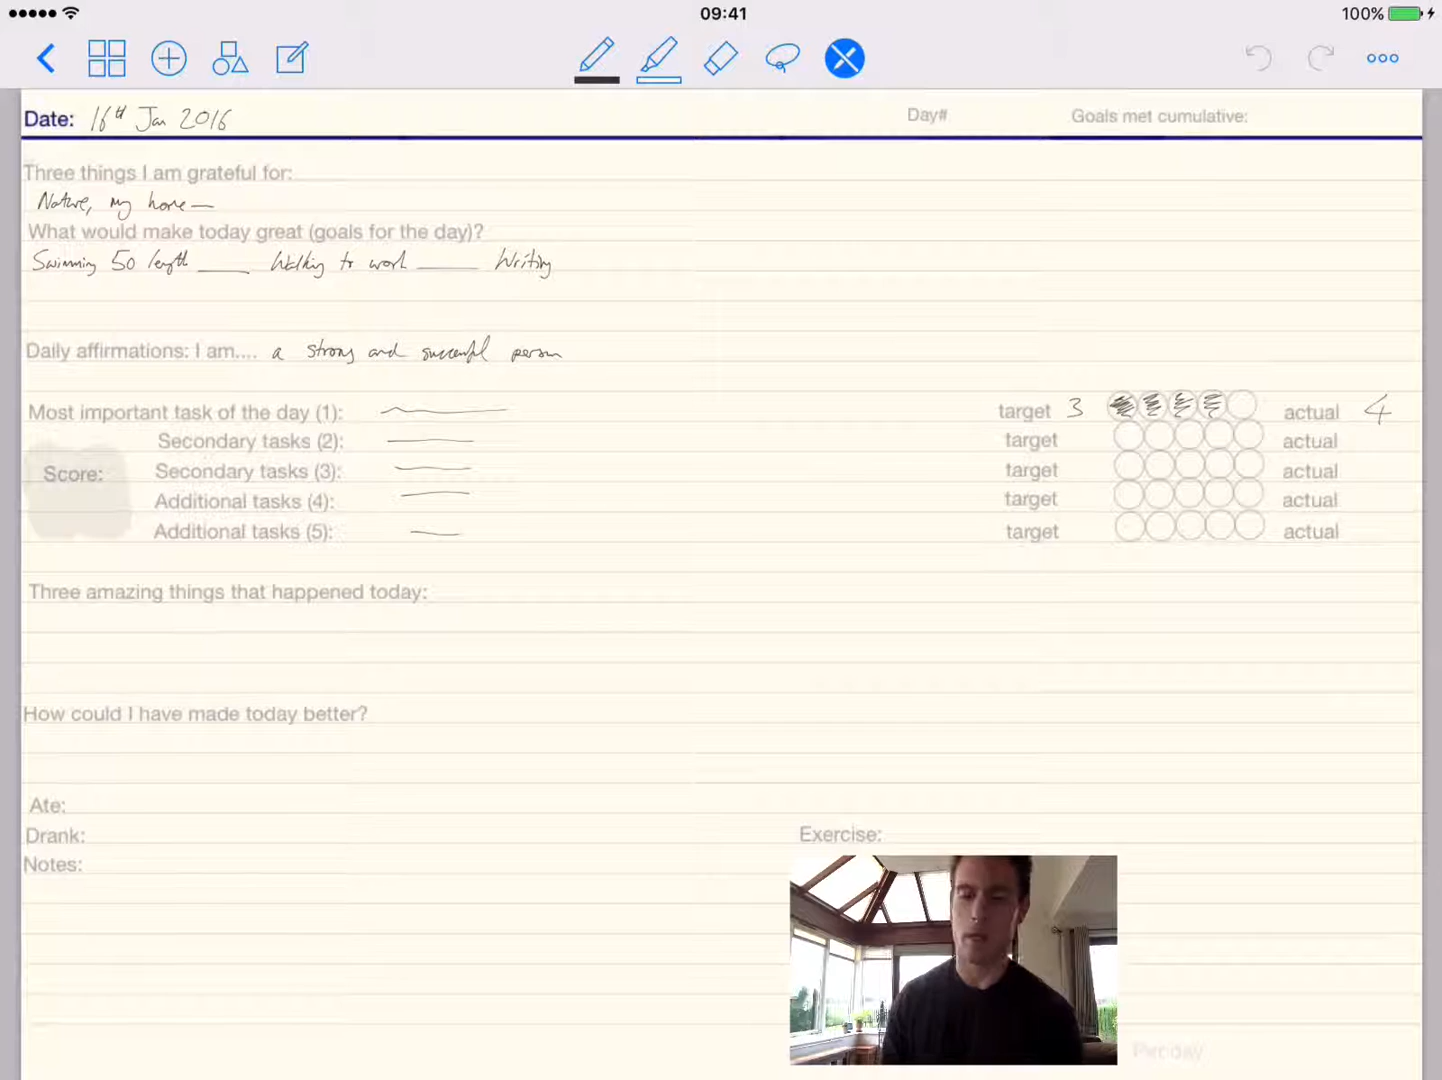 09:41 100%
Date: 16th Jan 2016 Day# Goals met cumulative:
Three things I am grateful for:
Nature, my home
What would make today great (goals for the day)?
Swimming 50 length Walking to work Writing
Daily affirmations: I am.... a strong and successful person
Most important task of the day (1): target 3 actual 4
Secondary tasks (2): target actual
Score: Secondary tasks (3): target actual
Additional tasks (4): target actual
Additional tasks (5): target actual
Three amazing things that happened today:
How could I have made today better?
Ate:
Drank: Exercise:
Notes: